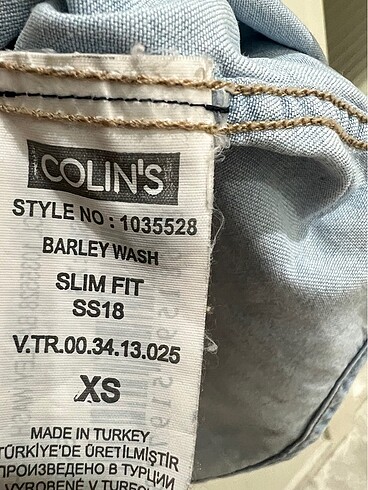 COLIN'S
STYLE NO : 1035528
BARLEY WASH
SLIM FIT
SS18
V.TR.00.34.13.025
XS
MADE IN TURKEY
TÜRKİYE'DE ÜRETİLMİŞTİR
ПРОИЗВЕДЕНО В ТУРЦИИ
VYROBENÉ V